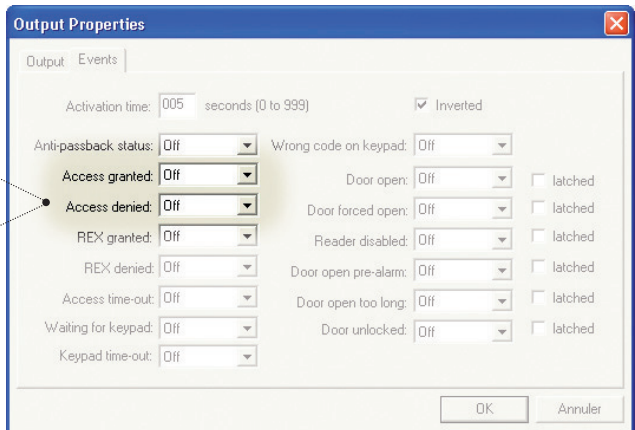 Output Properties
Output Events
Activation time: 005 seconds (0 to 999) Inverted
Anti-passback status: Off Wrong code on keypad: Off
Access granted: Off Door open: Off latched
Access denied: Off Door forced open: Off latched
REX granted: Off Reader disabled: Off latched
REX denied: Off Door open pre-alarm: Off latched
Access time-out: Off Door open too long: Off latched
Waiting for keypad: Off Door unlocked: Off latched
Keypad time-out: Off
OK Annuler